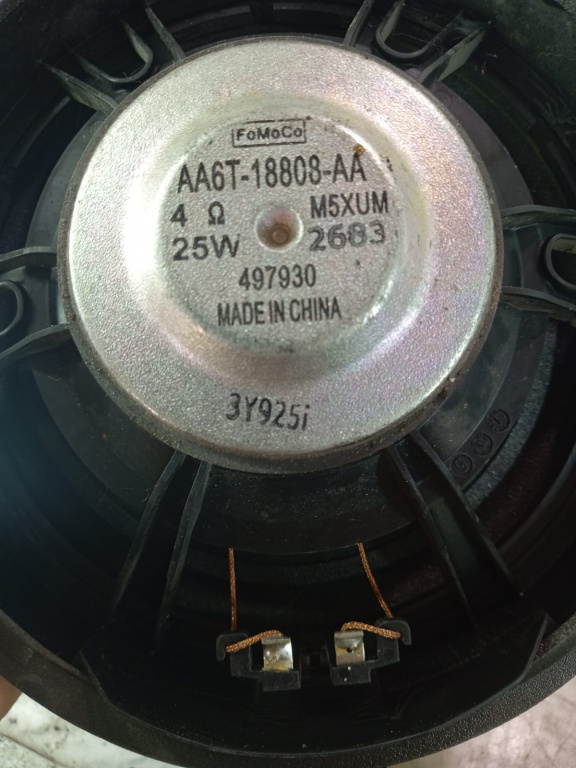 FoMoCo
AA6T-18808-AA
4 Ω M5XUM
25W 2683
497930
MADE IN CHINA
3Y925i